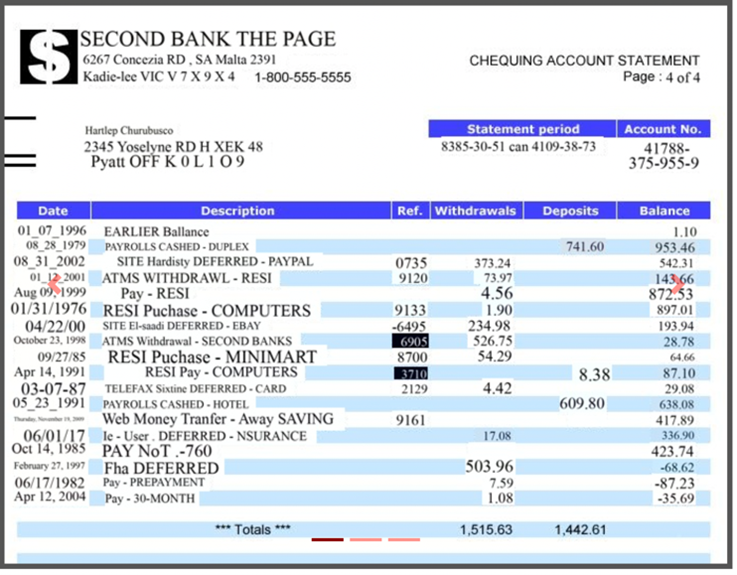 SECOND BANK THE PAGE
6267 Concezia RD , SA Malta 2391
Kadie-lee VIC V 7 X 9 X 4 1-800-555-5555
CHEQUING ACCOUNT STATEMENT
Page : 4 of 4
Hartlep Churubusco
2345 Yoselyne RD H XEK 48
Pyatt OFF K 0 L 1 O 9
Statement period Account No.
8385-30-51 can 4109-38-73 41788-
375-955-9
Date Description Ref. Withdrawals Deposits Balance
01_07_1996 EARLIER Ballance 1.10
08_28_1979 PAYROLLS CASHED - DUPLEX 741.60 953.46
08_31_2002 SITE Hardisty DEFERRED - PAYPAL 0735 373.24 542.31
01_12_2001 ATMS WITHDRAWL - RESI 9120 73.97 143.66
Aug 09, 1999 Pay - RESI 4.56 872.53
01/31/1976 RESI Puchase - COMPUTERS 9133 1.90 897.01
04/22/00 SITE El-saadi DEFERRED - EBAY -6495 234.98 193.94
October 23, 1998 ATMS Withdrawal - SECOND BANKS 6905 526.75 28.78
09/27/85 RESI Puchase - MINIMART 8700 54.29 64.66
Apr 14, 1991 RESI Pay - COMPUTERS 3710 8.38 87.10
03-07-87 TELEFAX Sixtine DEFERRED - CARD 2129 4.42 29.08
05_23_1991 PAYROLLS CASHED - HOTEL 609.80 638.08
Thursday, November 19, 2009 Web Money Tranfer - Away SAVING 9161 417.89
06/01/17 Ie - User . DEFERRED - NSURANCE 17.08 336.90
Oct 14, 1985 PAY NoT .-760 423.74
February 27, 1997 Fha DEFERRED 503.96 -68.62
06/17/1982 Pay - PREPAYMENT 7.59 -87.23
Apr 12, 2004 Pay - 30-MONTH 1.08 -35.69
*** Totals *** 1,515.63 1,442.61